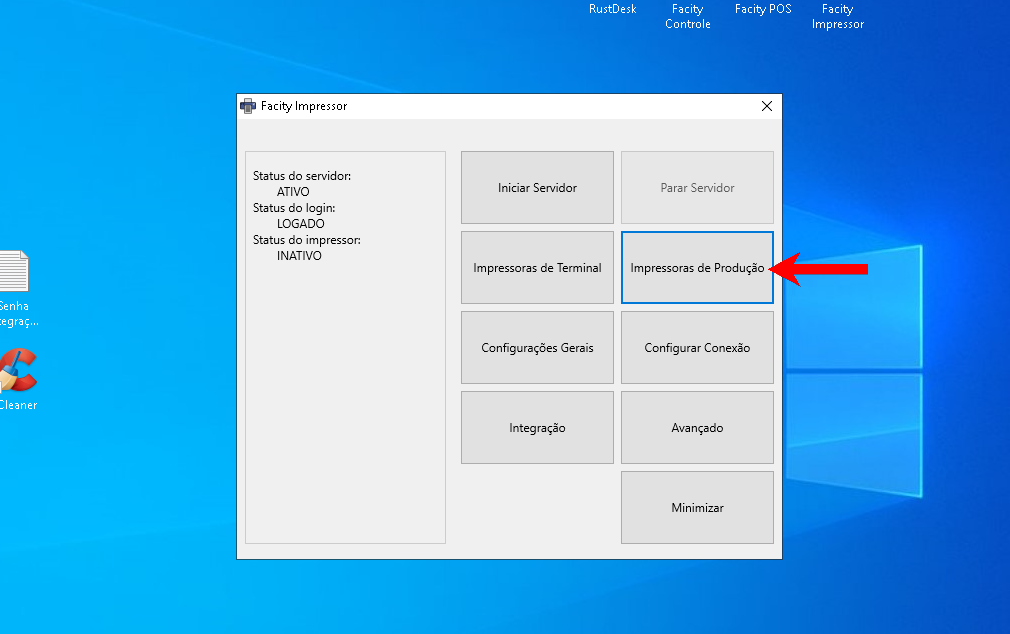 RustDesk
Facity
Controle
Facity POS
Facity
Impressor
Facity Impressor
Status do servidor:
ATIVO
Status do login:
LOGADO
Status do impressor:
INATIVO
Iniciar Servidor
Parar Servidor
Impressoras de Terminal
Impressoras de Produção
Configurações Gerais
Configurar Conexão
Integração
Avançado
Minimizar
Senha
tegraç...
Cleaner